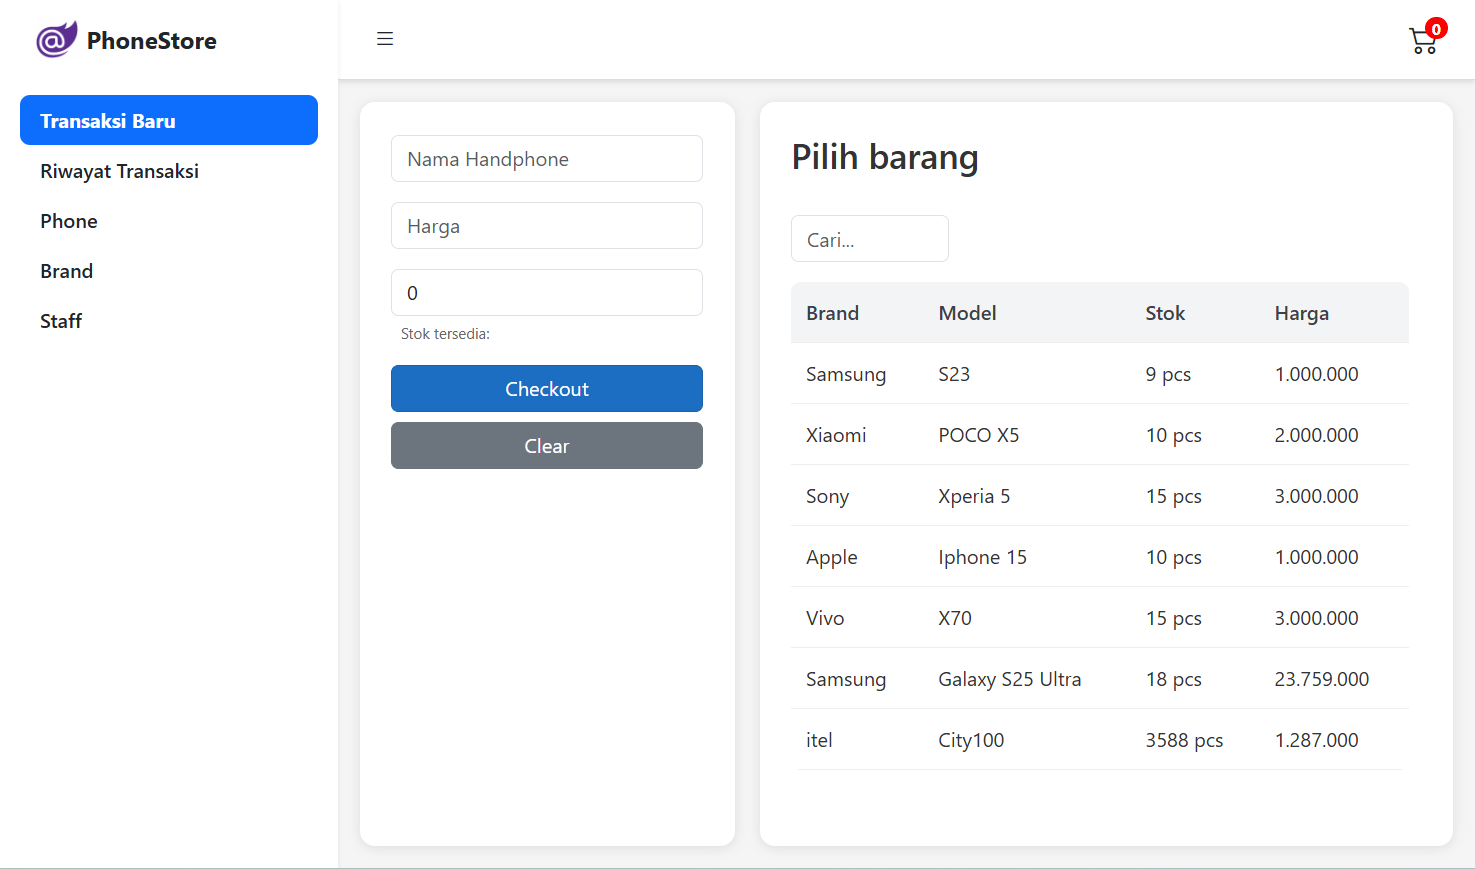 PhoneStore
0
Transaksi Baru
Riwayat Transaksi
Phone
Brand
Staff
Nama Handphone
Harga
0
Stok tersedia:
Checkout
Clear
Pilih barang
Cari...
Brand Model Stok Harga
Samsung S23 9 pcs 1.000.000
Xiaomi POCO X5 10 pcs 2.000.000
Sony Xperia 5 15 pcs 3.000.000
Apple Iphone 15 10 pcs 1.000.000
Vivo X70 15 pcs 3.000.000
Samsung Galaxy S25 Ultra 18 pcs 23.759.000
itel City100 3588 pcs 1.287.000